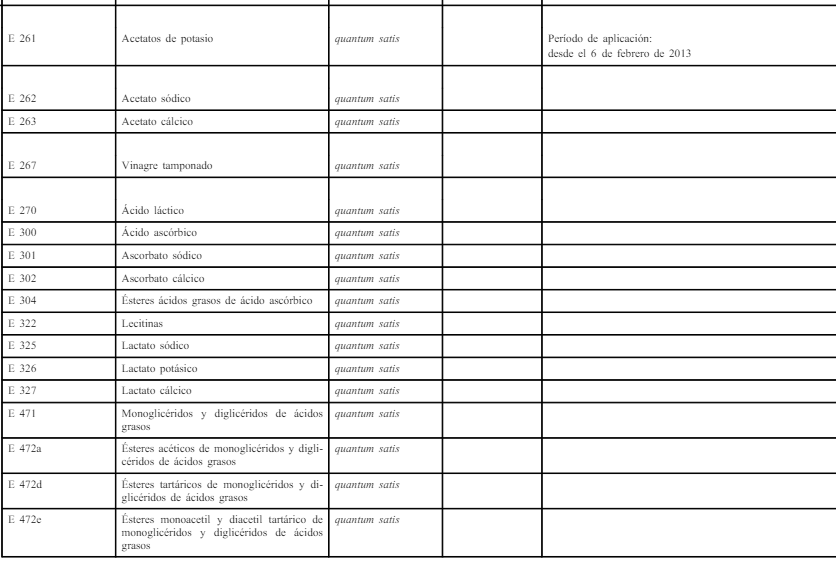 E 261 Acetatos de potasio quantum satis Período de aplicación:
desde el 6 de febrero de 2013
E 262 Acetato sódico quantum satis
E 263 Acetato cálcico quantum satis
E 267 Vinagre tamponado quantum satis
E 270 Ácido láctico quantum satis
E 300 Ácido ascórbico quantum satis
E 301 Ascorbato sódico quantum satis
E 302 Ascorbato cálcico quantum satis
E 304 Ésteres ácidos grasos de ácido ascórbico quantum satis
E 322 Lecitinas quantum satis
E 325 Lactato sódico quantum satis
E 326 Lactato potásico quantum satis
E 327 Lactato cálcico quantum satis
E 471 Monoglicéridos y diglicéridos de ácidos quantum satis
grasos
E 472a Ésteres acéticos de monoglicéridos y digli- quantum satis
céridos de ácidos grasos
E 472d Ésteres tartáricos de monoglicéridos y di- quantum satis
glicéridos de ácidos grasos
E 472e Ésteres monoacetil y diacetil tartárico de quantum satis
monoglicéridos y diglicéridos de ácidos
grasos